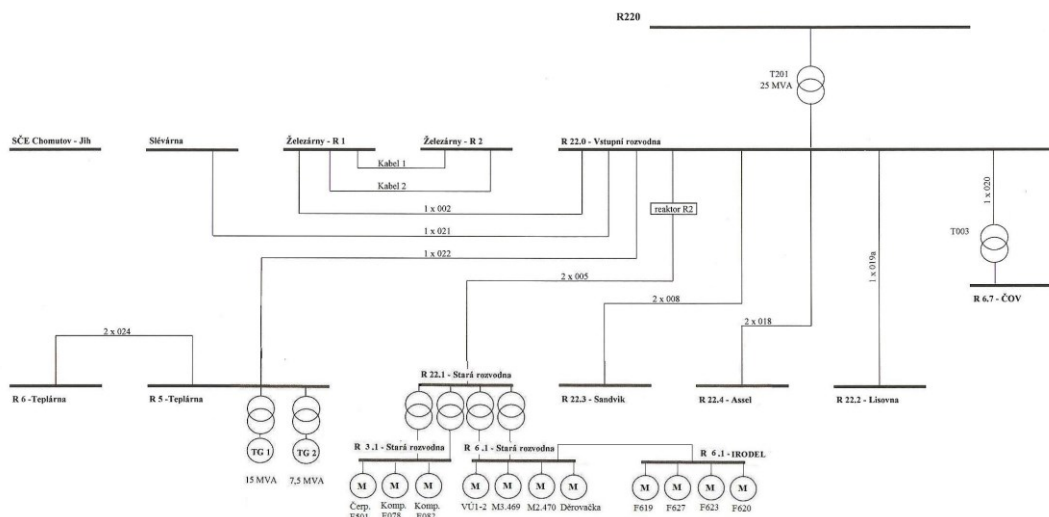 R220
T201
25 MVA
SČE Chomutov - Jih
Slévárna
Železárny - R 1
Železárny - R 2
R 22.0 - Vstupní rozvodna
Kabel 1
Kabel 2
1 x 002
reaktor R2
1 x 020
1 x 021
T003
1 x 022
1 x 019a
2 x 005
R 6.7 - ČOV
2 x 008
2 x 018
2 x 024
R 22.1 - Stará rozvodna
R 6 -Teplárna
R 5 -Teplárna
R 22.3 - Sandvik
R 22.4 - Assel
R 22.2 - Lisovna
R 3 .1 - Stará rozvodna
R 6 .1 - Stará rozvodna
R 6 .1 - IRODEL
TG 1
TG 2
15 MVA
7,5 MVA
M
M
M
M
M
M
M
M
M
M
M
Čerp.
Komp.
Komp.
VÚ1-2
M3.469
M2.470
Děrovačka
F619
F627
F623
F620